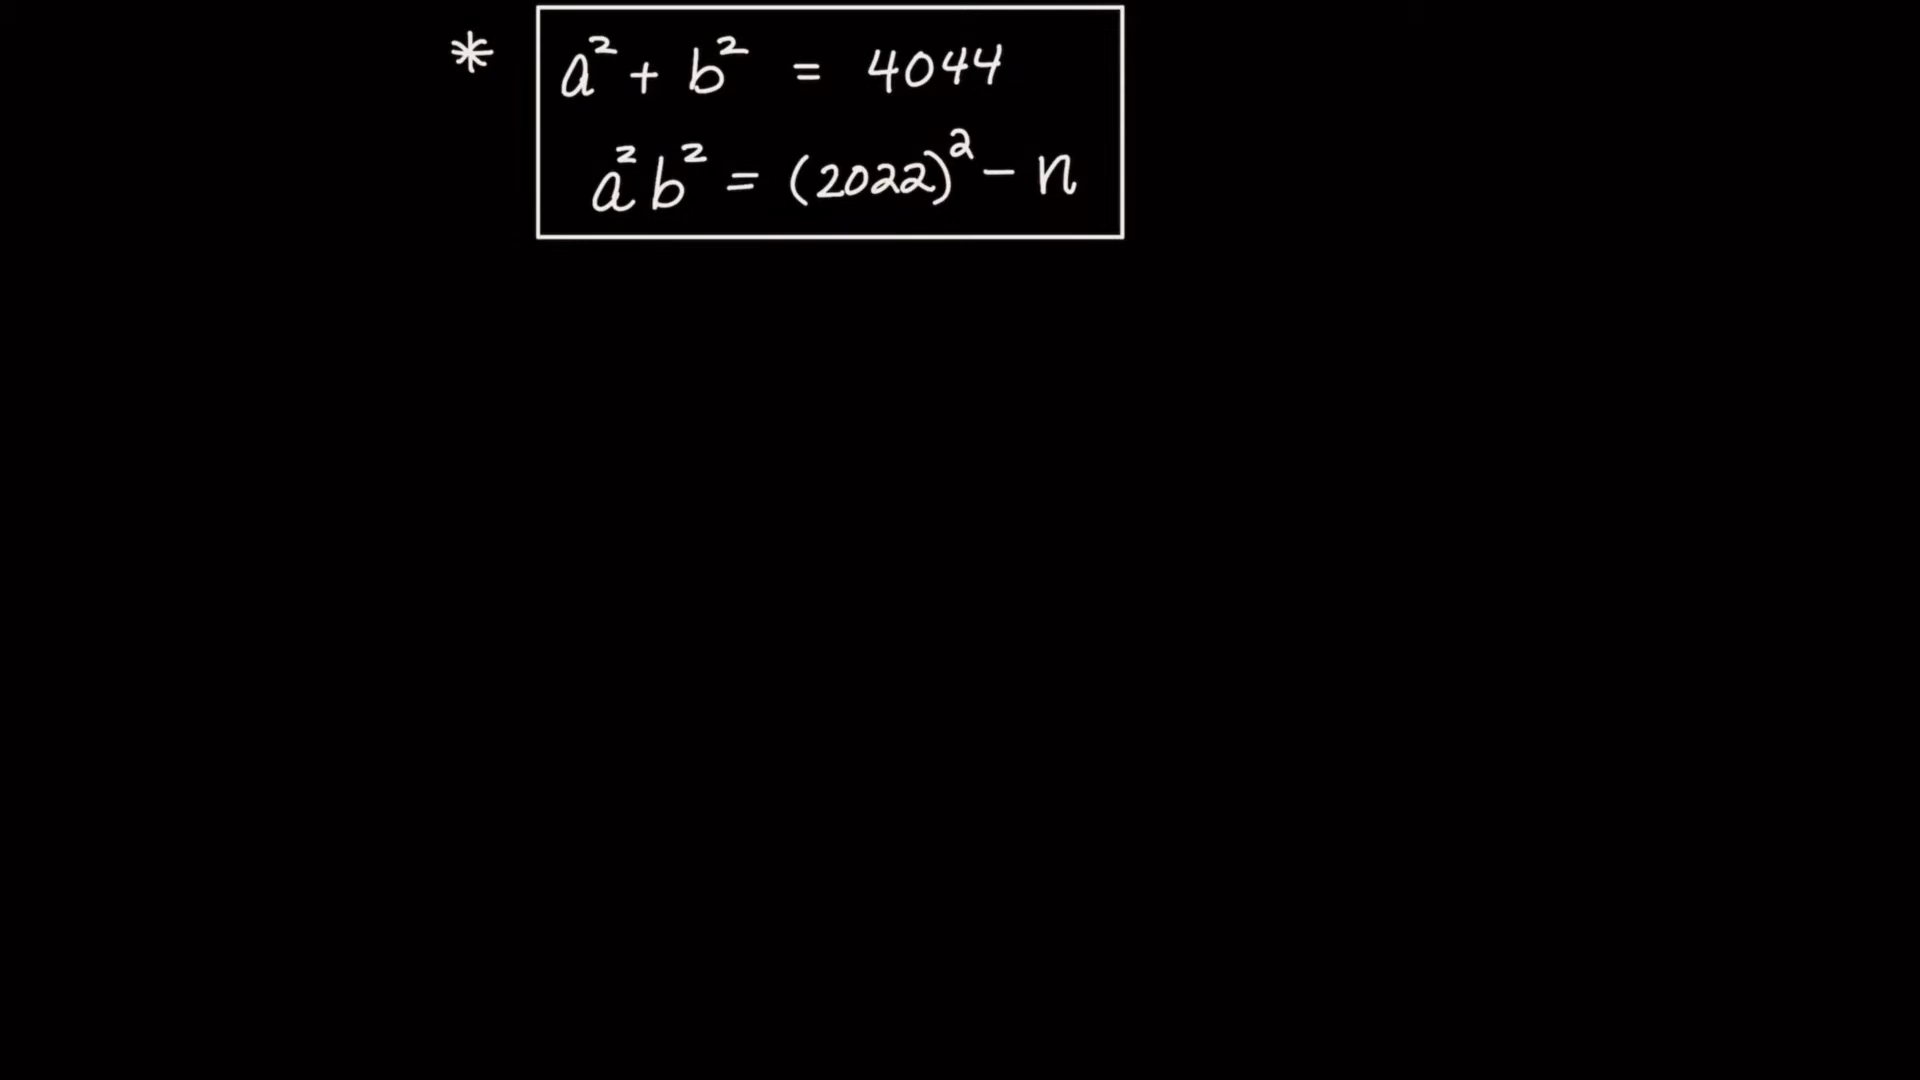 * a² + b² = 4044
a²b² = (2022)² - n